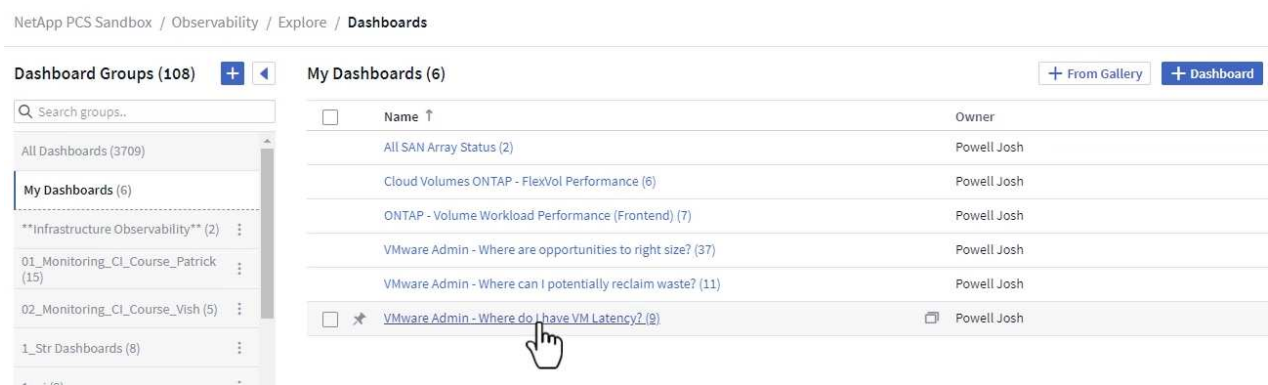 NetApp PCS Sandbox / Observability / Explore / Dashboards
Dashboard Groups (108)
My Dashboards (6)
+ From Gallery
+ Dashboard
Search groups..
All Dashboards (3709)
My Dashboards (6)
**Infrastructure Observability** (2)
01_Monitoring_CI_Course_Patrick
(15)
02_Monitoring_CI_Course_Vish (5)
1_Str Dashboards (8)
Name ↑ Owner
All SAN Array Status (2) Powell Josh
Cloud Volumes ONTAP - FlexVol Performance (6) Powell Josh
ONTAP - Volume Workload Performance (Frontend) (7) Powell Josh
VMware Admin - Where are opportunities to right size? (37) Powell Josh
VMware Admin - Where can I potentially reclaim waste? (11) Powell Josh
VMware Admin - Where do I have VM Latency? (9) Powell Josh